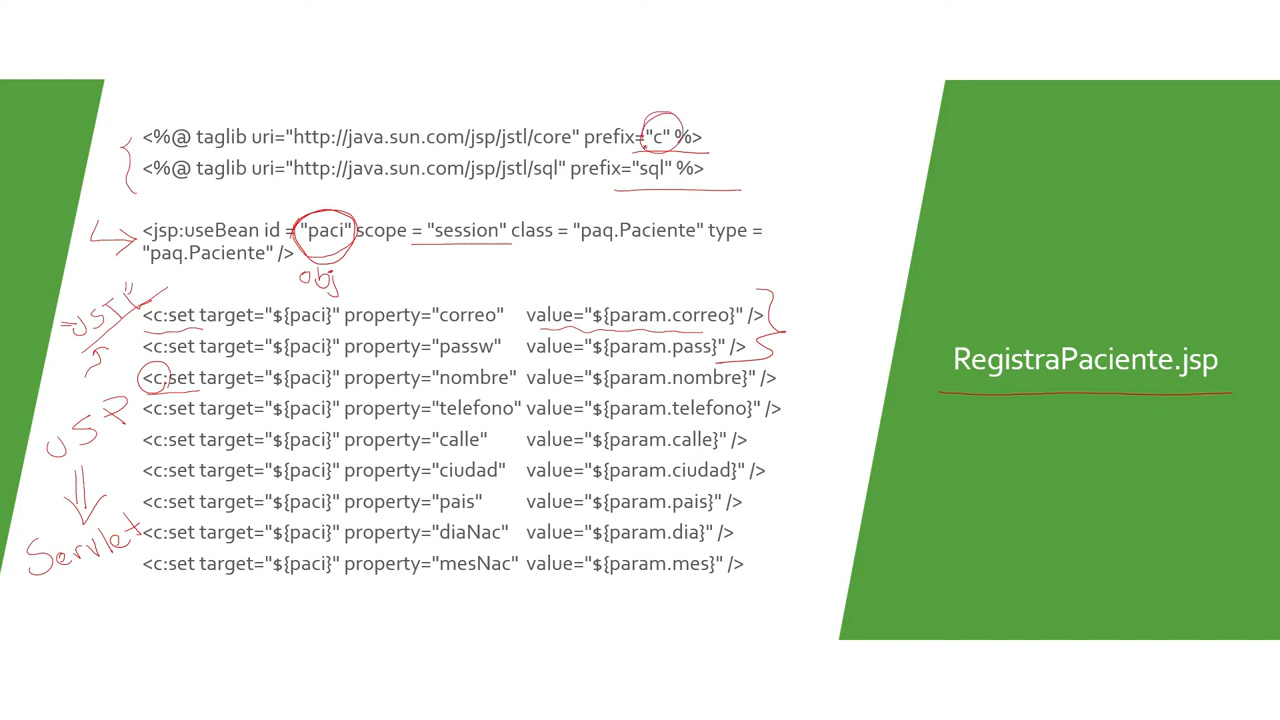 <%@ taglib uri="http://java.sun.com/jsp/jstl/core" prefix="c" %>
<%@ taglib uri="http://java.sun.com/jsp/jstl/sql" prefix="sql" %>
<jsp:useBean id = "paci" scope = "session" class = "paq.Paciente" type =
"paq.Paciente" />
obj
"JSTL"
<c:set target="${paci}" property="correo" value="${param.correo}" />
<c:set target="${paci}" property="passw" value="${param.pass}" />
<c:set target="${paci}" property="nombre" value="${param.nombre}" />
<c:set target="${paci}" property="telefono" value="${param.telefono}" />
<c:set target="${paci}" property="calle" value="${param.calle}" />
<c:set target="${paci}" property="ciudad" value="${param.ciudad}" />
<c:set target="${paci}" property="pais" value="${param.pais}" />
<c:set target="${paci}" property="diaNac" value="${param.dia}" />
<c:set target="${paci}" property="mesNac" value="${param.mes}" />
JSP
Servlet
RegistraPaciente.jsp